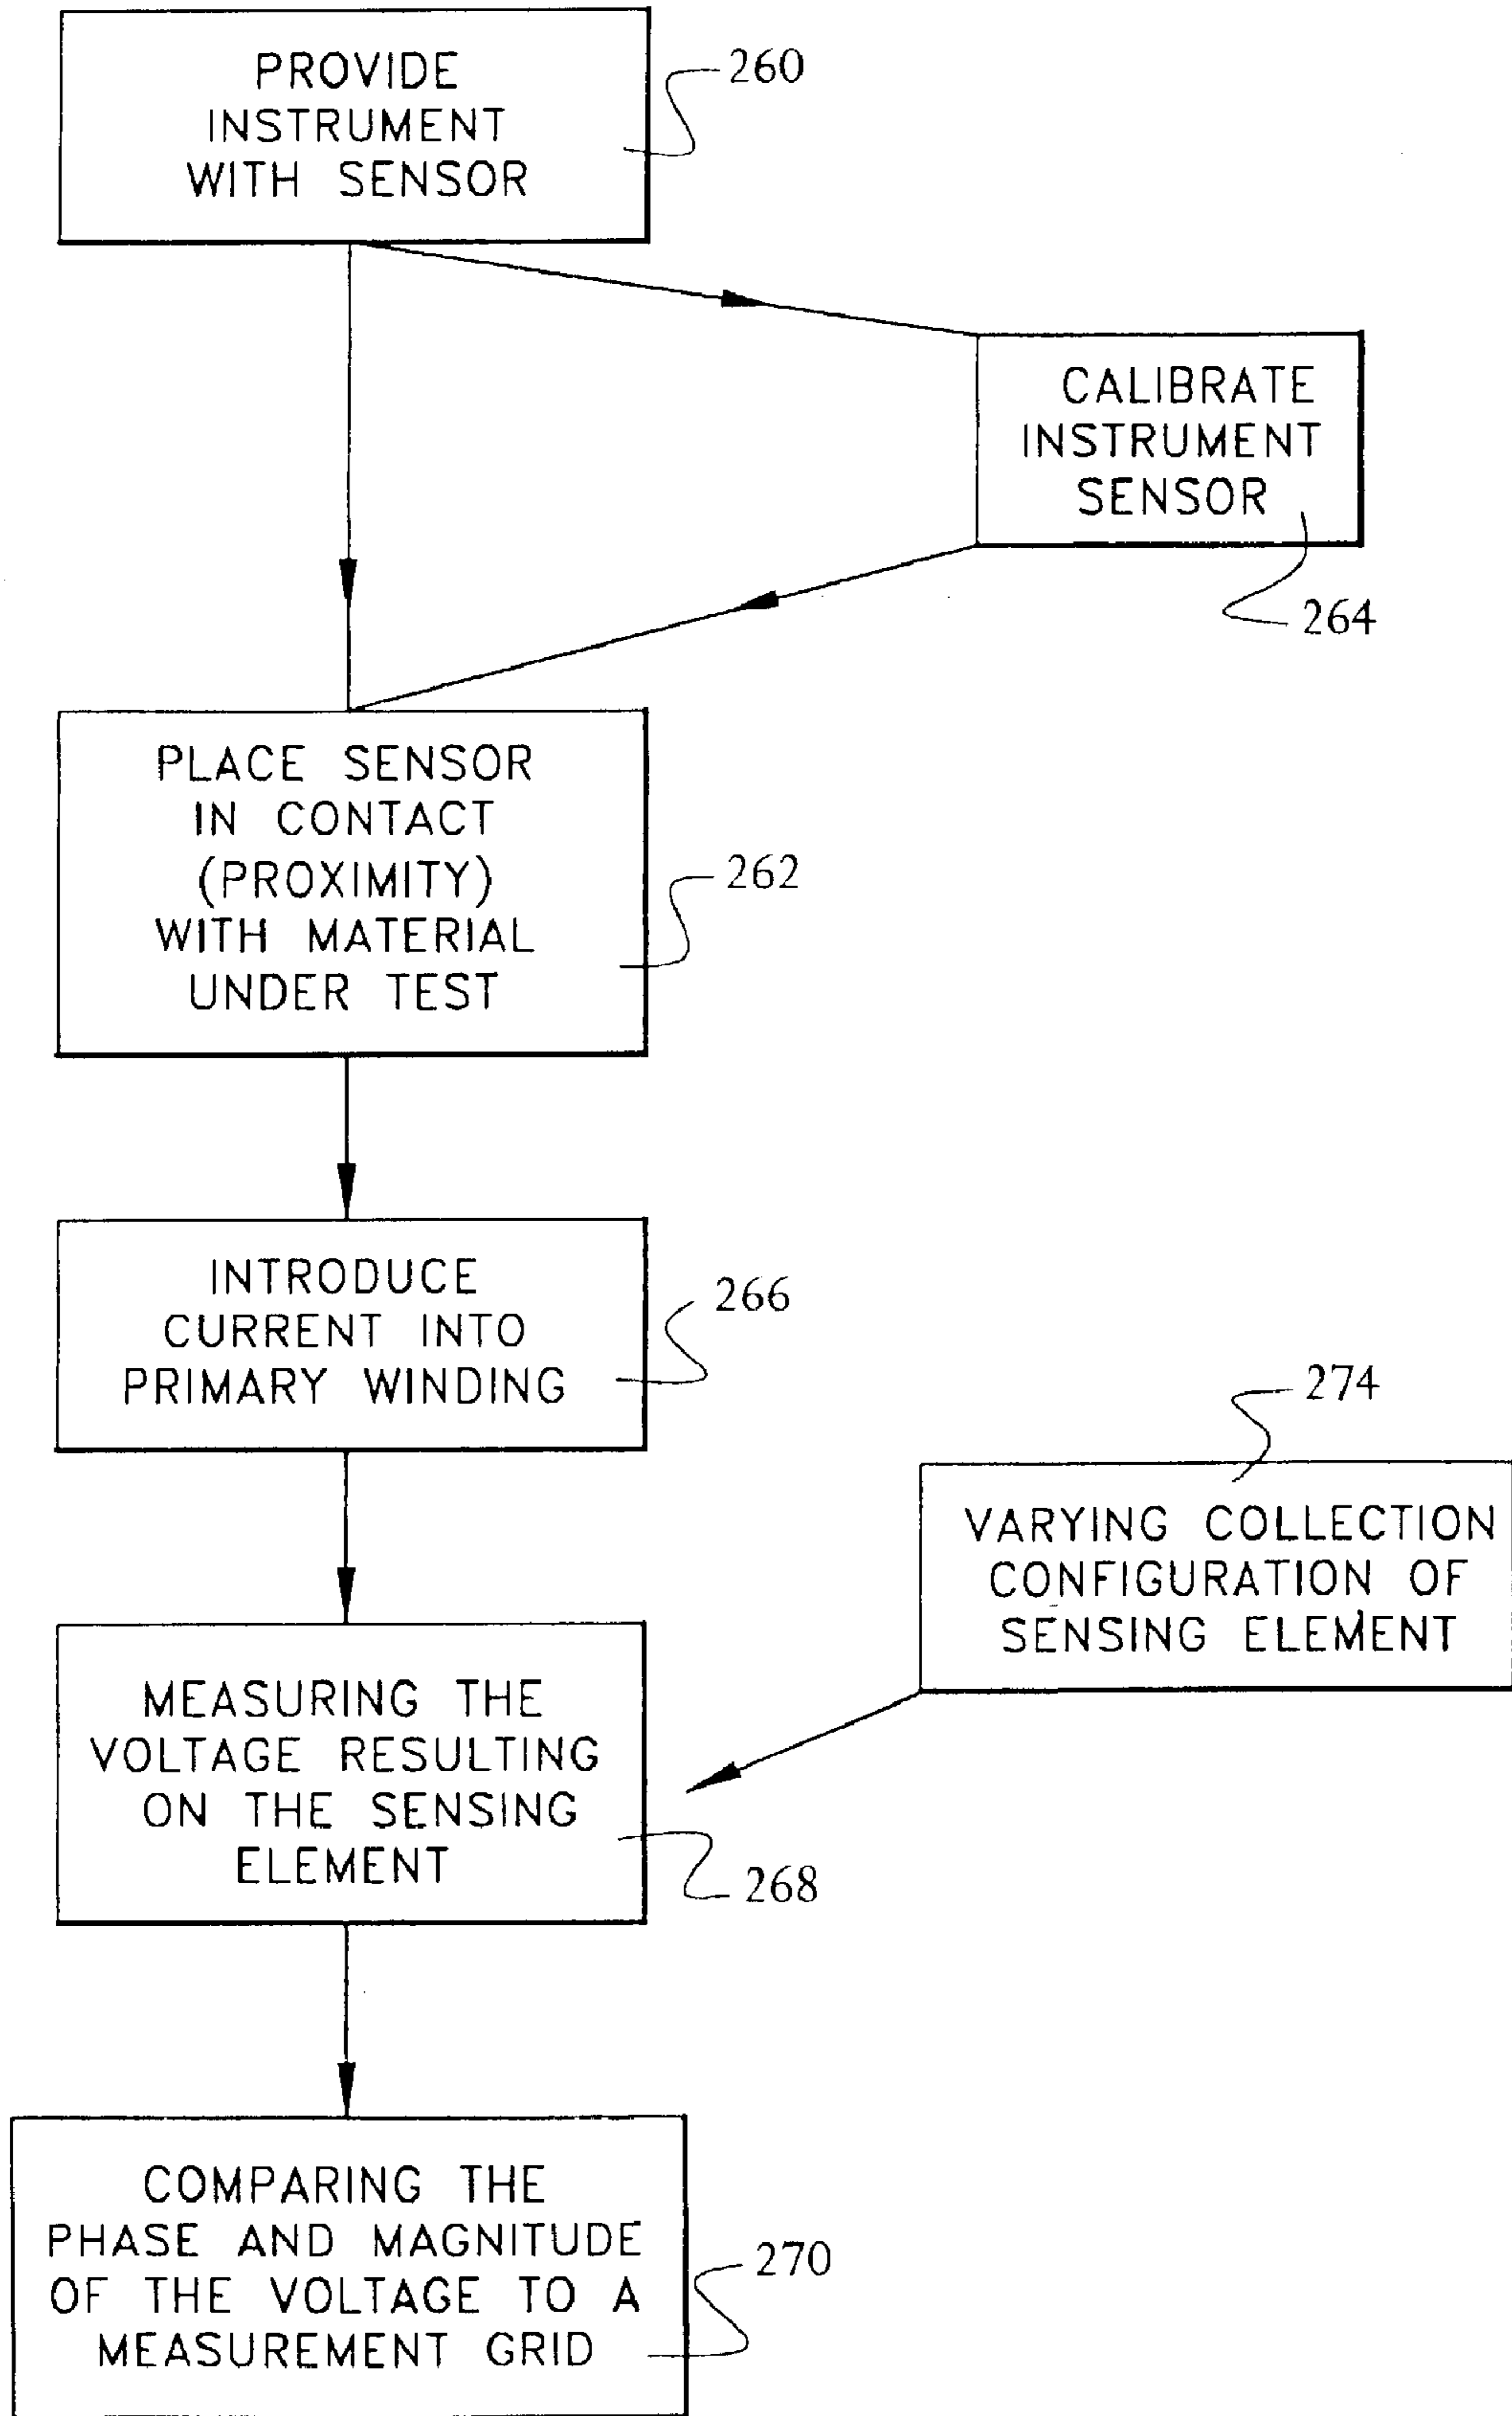 PROVIDE
INSTRUMENT
WITH SENSOR
260
CALIBRATE
INSTRUMENT
SENSOR
264
PLACE SENSOR
IN CONTACT
(PROXIMITY)
WITH MATERIAL
UNDER TEST
262
INTRODUCE
CURRENT INTO
PRIMARY WINDING
266
274
VARYING COLLECTION
CONFIGURATION OF
SENSING ELEMENT
MEASURING THE
VOLTAGE RESULTING
ON THE SENSING
ELEMENT
268
COMPARING THE
PHASE AND MAGNITUDE
OF THE VOLTAGE TO A
MEASUREMENT GRID
270